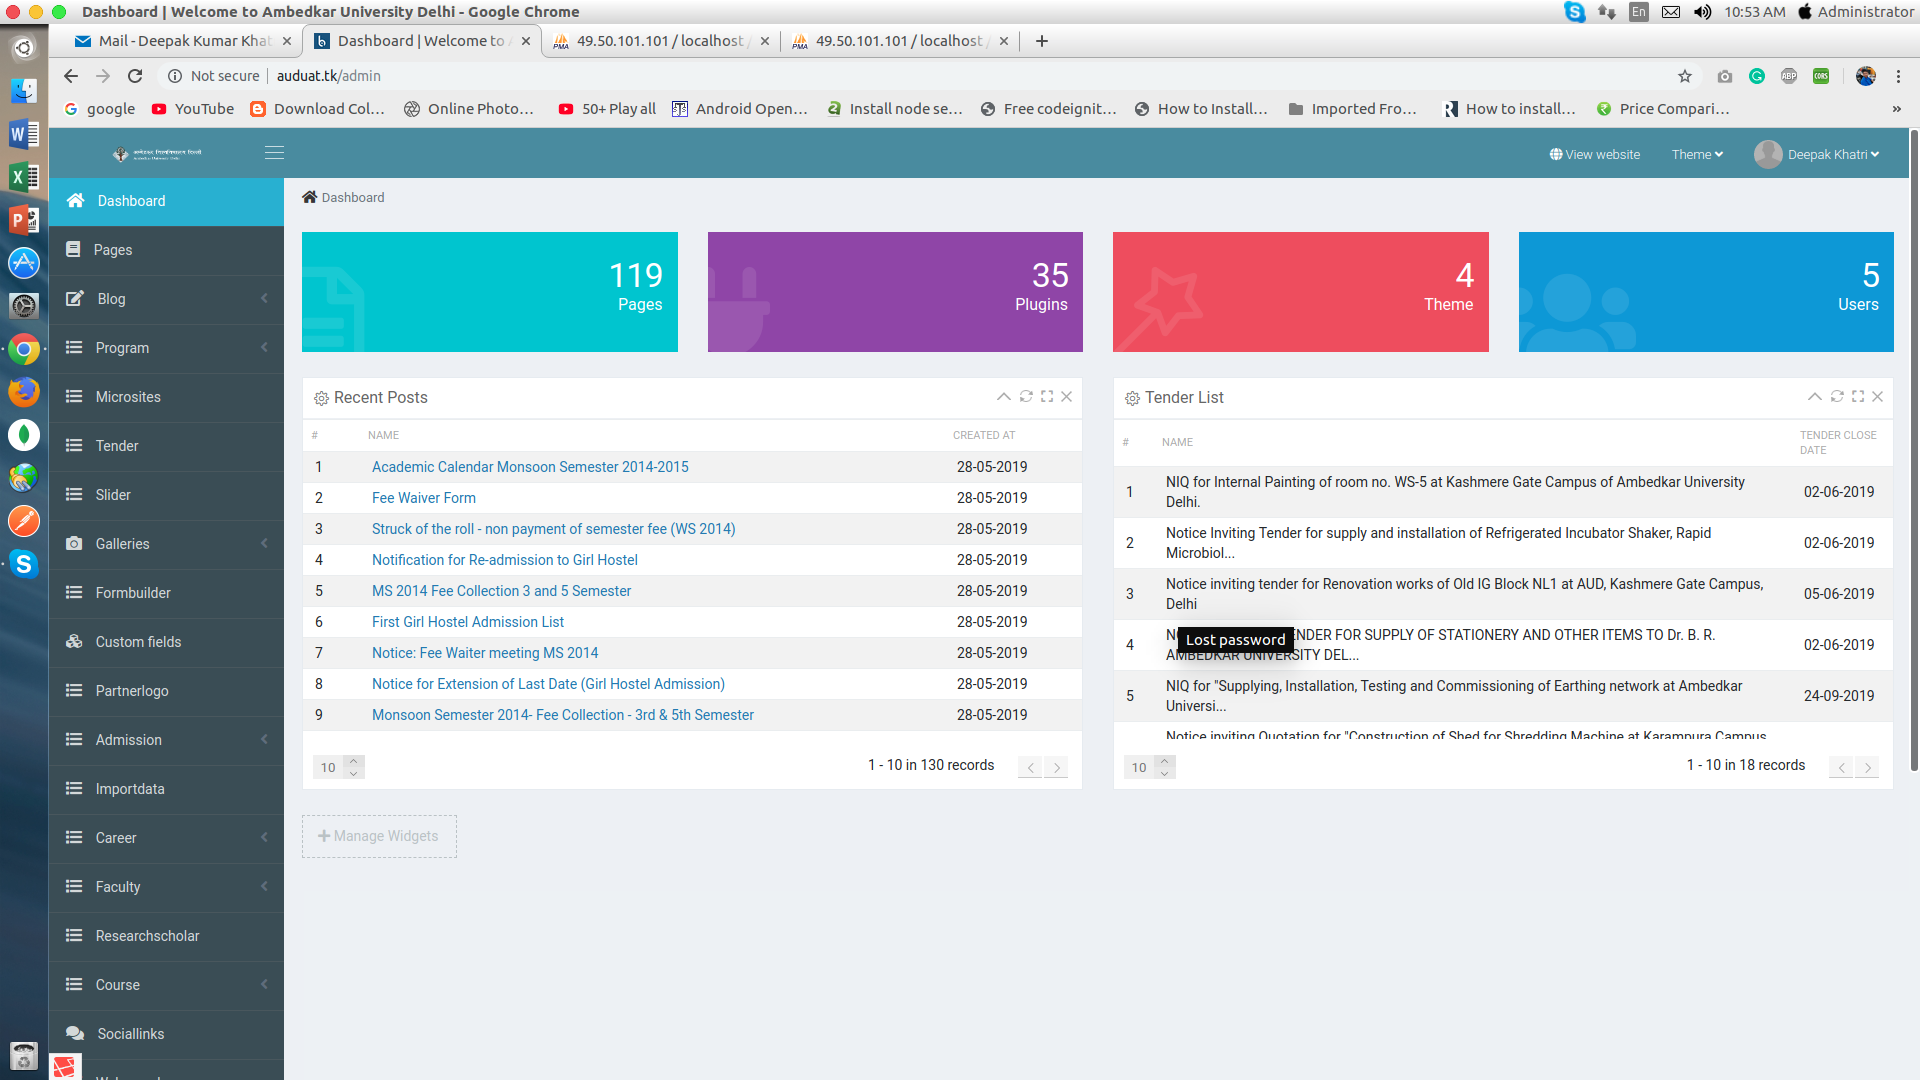 Dashboard | Welcome to Ambedkar University Delhi - Google Chrome
En 10:53 AM Administrator
Mail - Deepak Kumar Khat
Dashboard | Welcome to A
49.50.101.101 / localhost /
49.50.101.101 / localhost /
Not secure | auduat.tk/admin
google YouTube Download Col... Online Photo... 50+ Play all Android Open... Install node se... Free codeignit... How to Install... Imported Fro... How to install... Price Compari... »
View website Theme Deepak Khatri
Dashboard
Pages
Blog
Program
Microsites
Tender
Slider
Galleries
Formbuilder
Custom fields
Partnerlogo
Admission
Importdata
Career
Faculty
Researchscholar
Course
Sociallinks
Dashboard
119
Pages
35
Plugins
4
Theme
5
Users
Recent Posts
# NAME CREATED AT
1 Academic Calendar Monsoon Semester 2014-2015 28-05-2019
2 Fee Waiver Form 28-05-2019
3 Struck of the roll - non payment of semester fee (WS 2014) 28-05-2019
4 Notification for Re-admission to Girl Hostel 28-05-2019
5 MS 2014 Fee Collection 3 and 5 Semester 28-05-2019
6 First Girl Hostel Admission List 28-05-2019
7 Notice: Fee Waiter meeting MS 2014 28-05-2019
8 Notice for Extension of Last Date (Girl Hostel Admission) 28-05-2019
9 Monsoon Semester 2014- Fee Collection - 3rd & 5th Semester 28-05-2019
10 1 - 10 in 130 records
Tender List
# NAME TENDER CLOSE
DATE
1 NIQ for Internal Painting of room no. WS-5 at Kashmere Gate Campus of Ambedkar University
Delhi. 02-06-2019
2 Notice Inviting Tender for supply and installation of Refrigerated Incubator Shaker, Rapid
Microbiol... 02-06-2019
3 Notice inviting tender for Renovation works of Old IG Block NL1 at AUD, Kashmere Gate Campus,
Delhi 05-06-2019
Lost password
4 ENDER FOR SUPPLY OF STATIONERY AND OTHER ITEMS TO Dr. B. R.
AMBEDKAR UNIVERSITY DEL... 02-06-2019
5 NIQ for "Supplying, Installation, Testing and Commissioning of Earthing network at Ambedkar
Universi... 24-09-2019
Notice inviting Quotation for "Construction of Shed for Shredding Machine at Karampura Campus
10 1 - 10 in 18 records
Manage Widgets